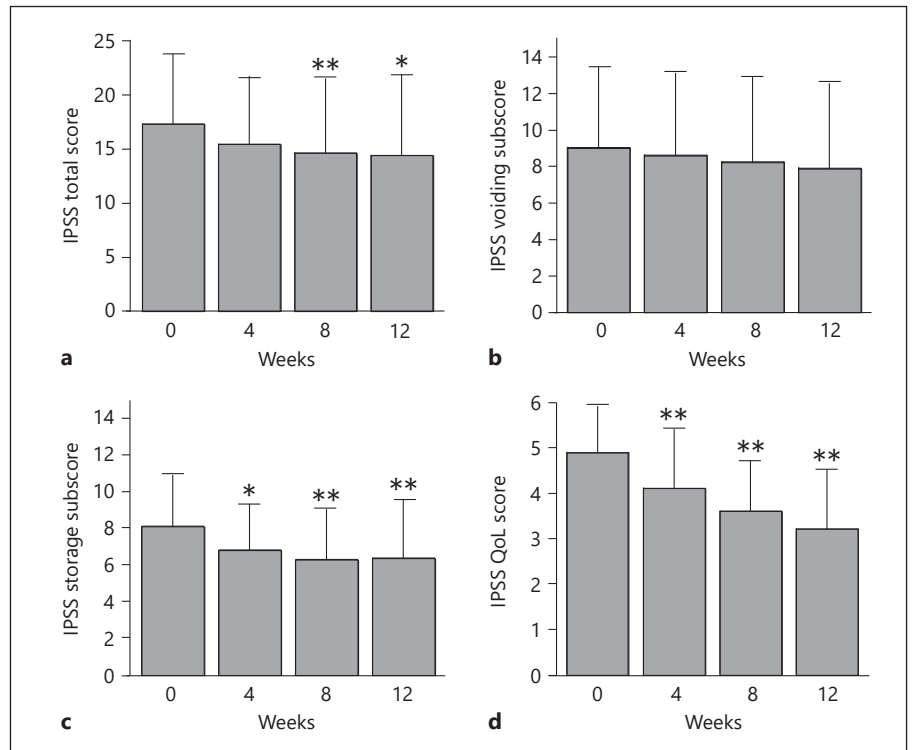 25
20
15
10
5
0
IPSS total score
**
*
0 4 8 12
Weeks
a
14
12
10
8
6
4
2
0
IPSS voiding subscore
0 4 8 12
Weeks
b
14
12
10
8
6
4
2
0
IPSS storage subscore
*
**
**
0 4 8 12
Weeks
c
6
5
4
3
2
1
0
IPSS QoL score
**
**
**
0 4 8 12
Weeks
d